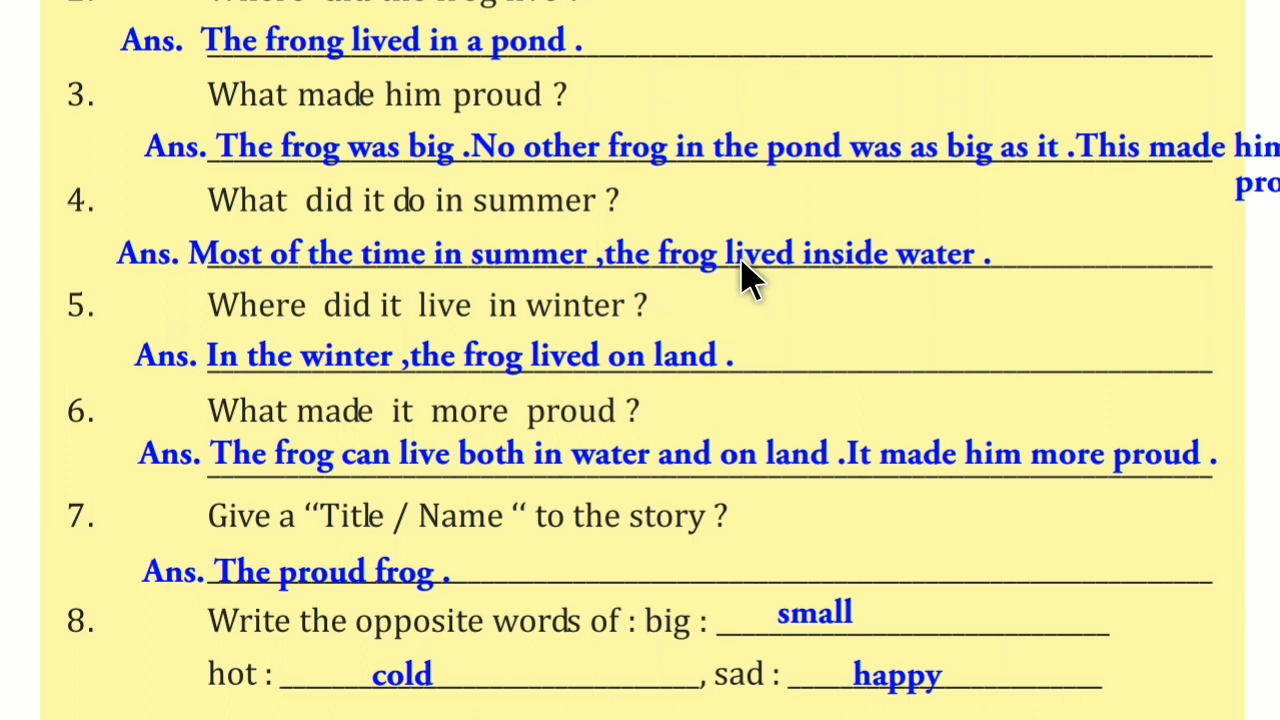 Ans. The frong lived in a pond .
3. What made him proud ?
Ans. The frog was big .No other frog in the pond was as big as it .This made him
pro
4. What did it do in summer ?
Ans. Most of the time in summer ,the frog lived inside water .
5. Where did it live in winter ?
Ans. In the winter ,the frog lived on land .
6. What made it more proud ?
Ans. The frog can live both in water and on land .It made him more proud .
7. Give a “Title / Name “ to the story ?
Ans. The proud frog .
8. Write the opposite words of : big : small
hot : cold , sad : happy